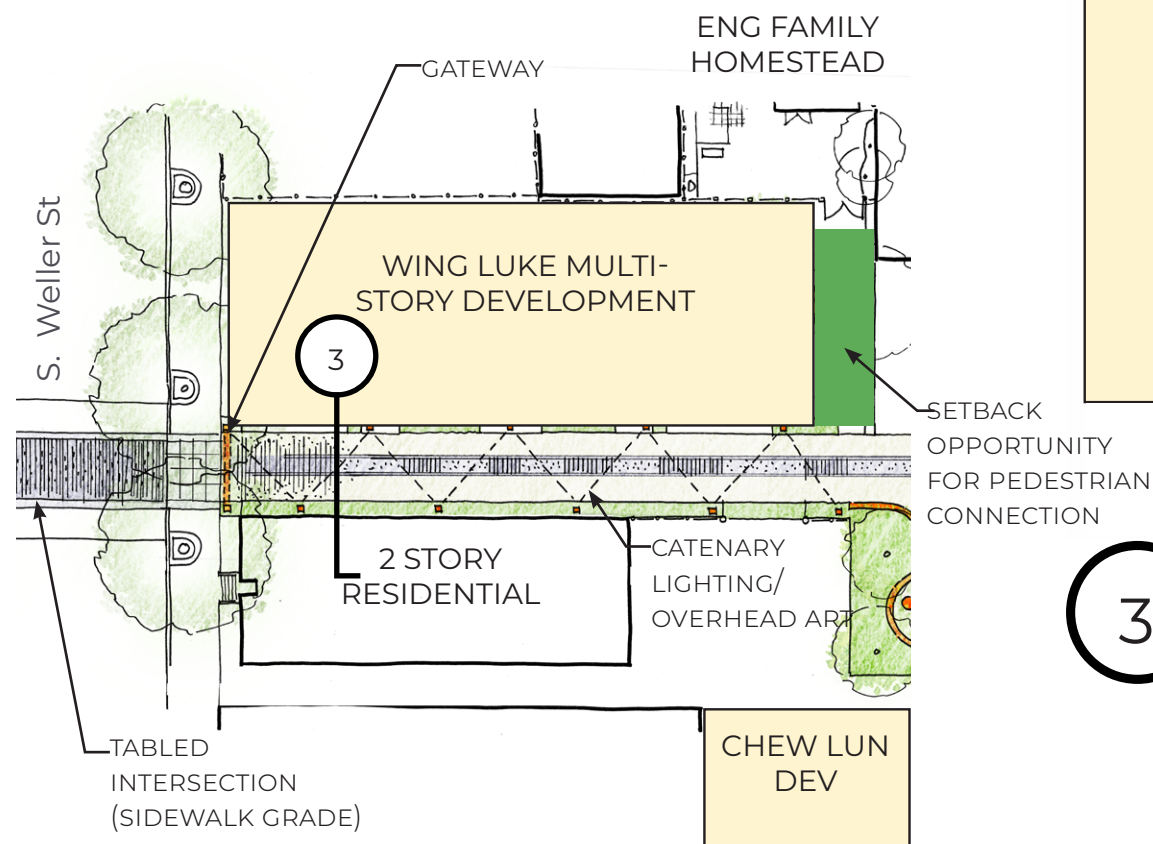 ENG FAMILY
HOMESTEAD
GATEWAY
S. Weller St
WING LUKE MULTI-
STORY DEVELOPMENT
3
SETBACK
OPPORTUNITY
FOR PEDESTRIAN
CONNECTION
2 STORY
RESIDENTIAL
CATENARY
LIGHTING/
OVERHEAD ART
3
TABLED
INTERSECTION
(SIDEWALK GRADE)
CHEW LUN
DEV